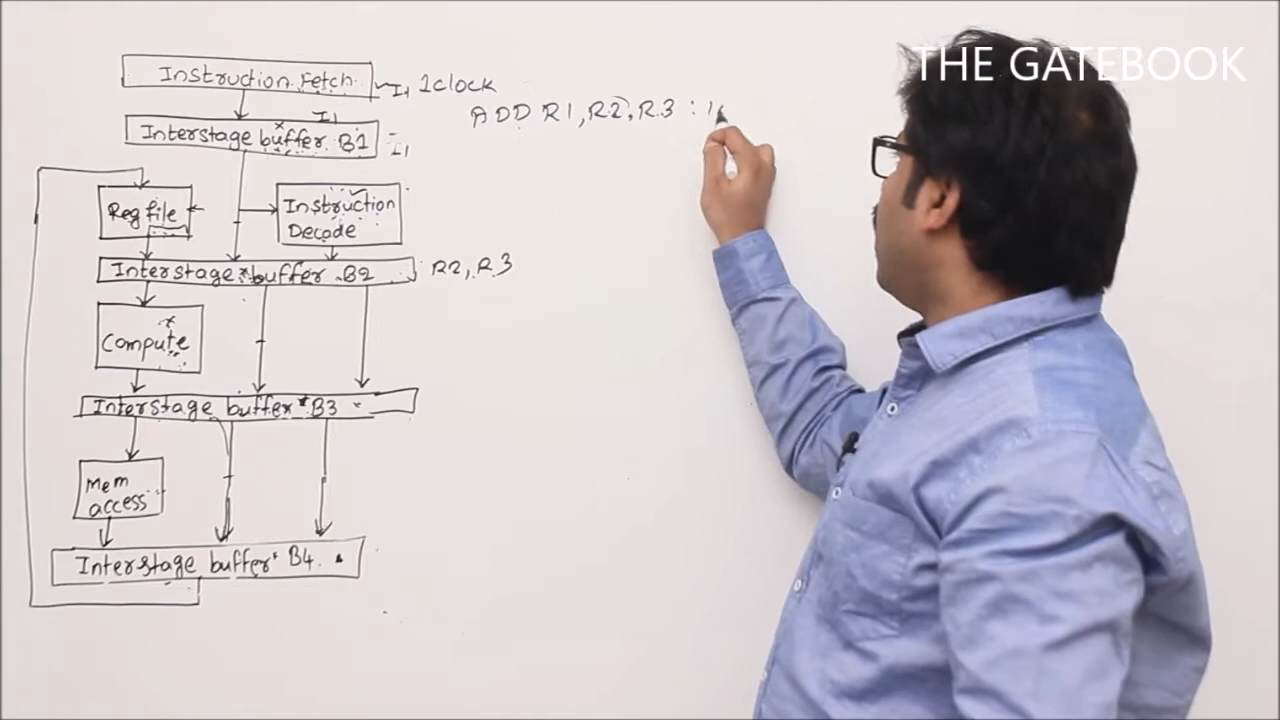 THE GATEBOOK
Instruction Fetch
I1 1clock
ADD R1, R2, R3 :
I1
Interstage buffer B1
I1
Reg file
Instruction
Decode
Interstage buffer B2
R2, R3
Compute
Interstage buffer B3
Mem
access
Interstage buffer B4